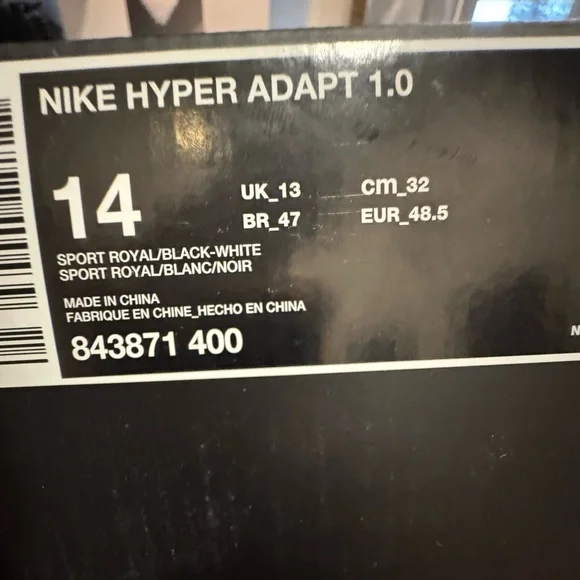 NIKE HYPER ADAPT 1.0
14
UK_13 cm_32
BR_47 EUR_48.5
SPORT ROYAL/BLACK-WHITE
SPORT ROYAL/BLANC/NOIR
MADE IN CHINA
FABRIQUE EN CHINE_HECHO EN CHINA
843871 400